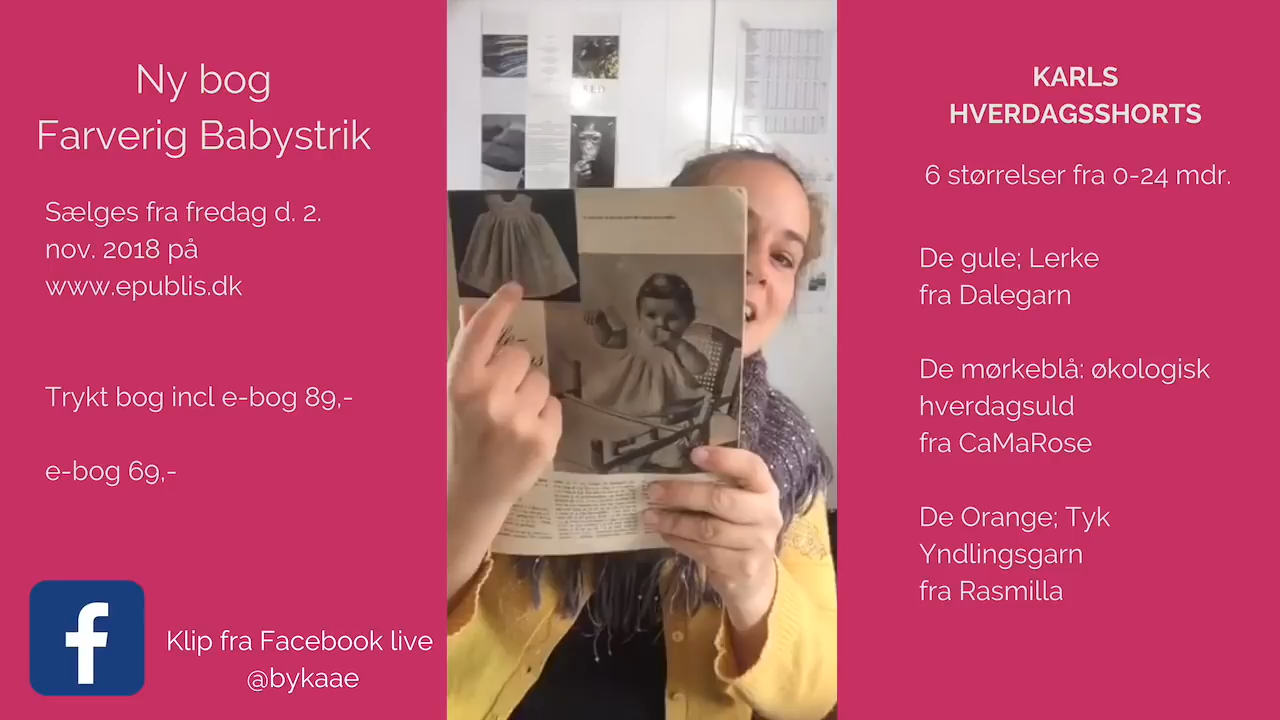 Ny bog
Farverig Babystrik
Sælges fra fredag d. 2.
nov. 2018 på
www.epublis.dk
Trykt bog incl e-bog 89,-
e-bog 69,-
Klip fra Facebook live
@bykaae
KARLS
HVERDAGSSHORTS
6 størrelser fra 0-24 mdr.
De gule; Lerke
fra Dalegarn
De mørkeblå: økologisk
hverdagsuld
fra CaMaRose
De Orange; Tyk
Yndlingsgarn
fra Rasmilla